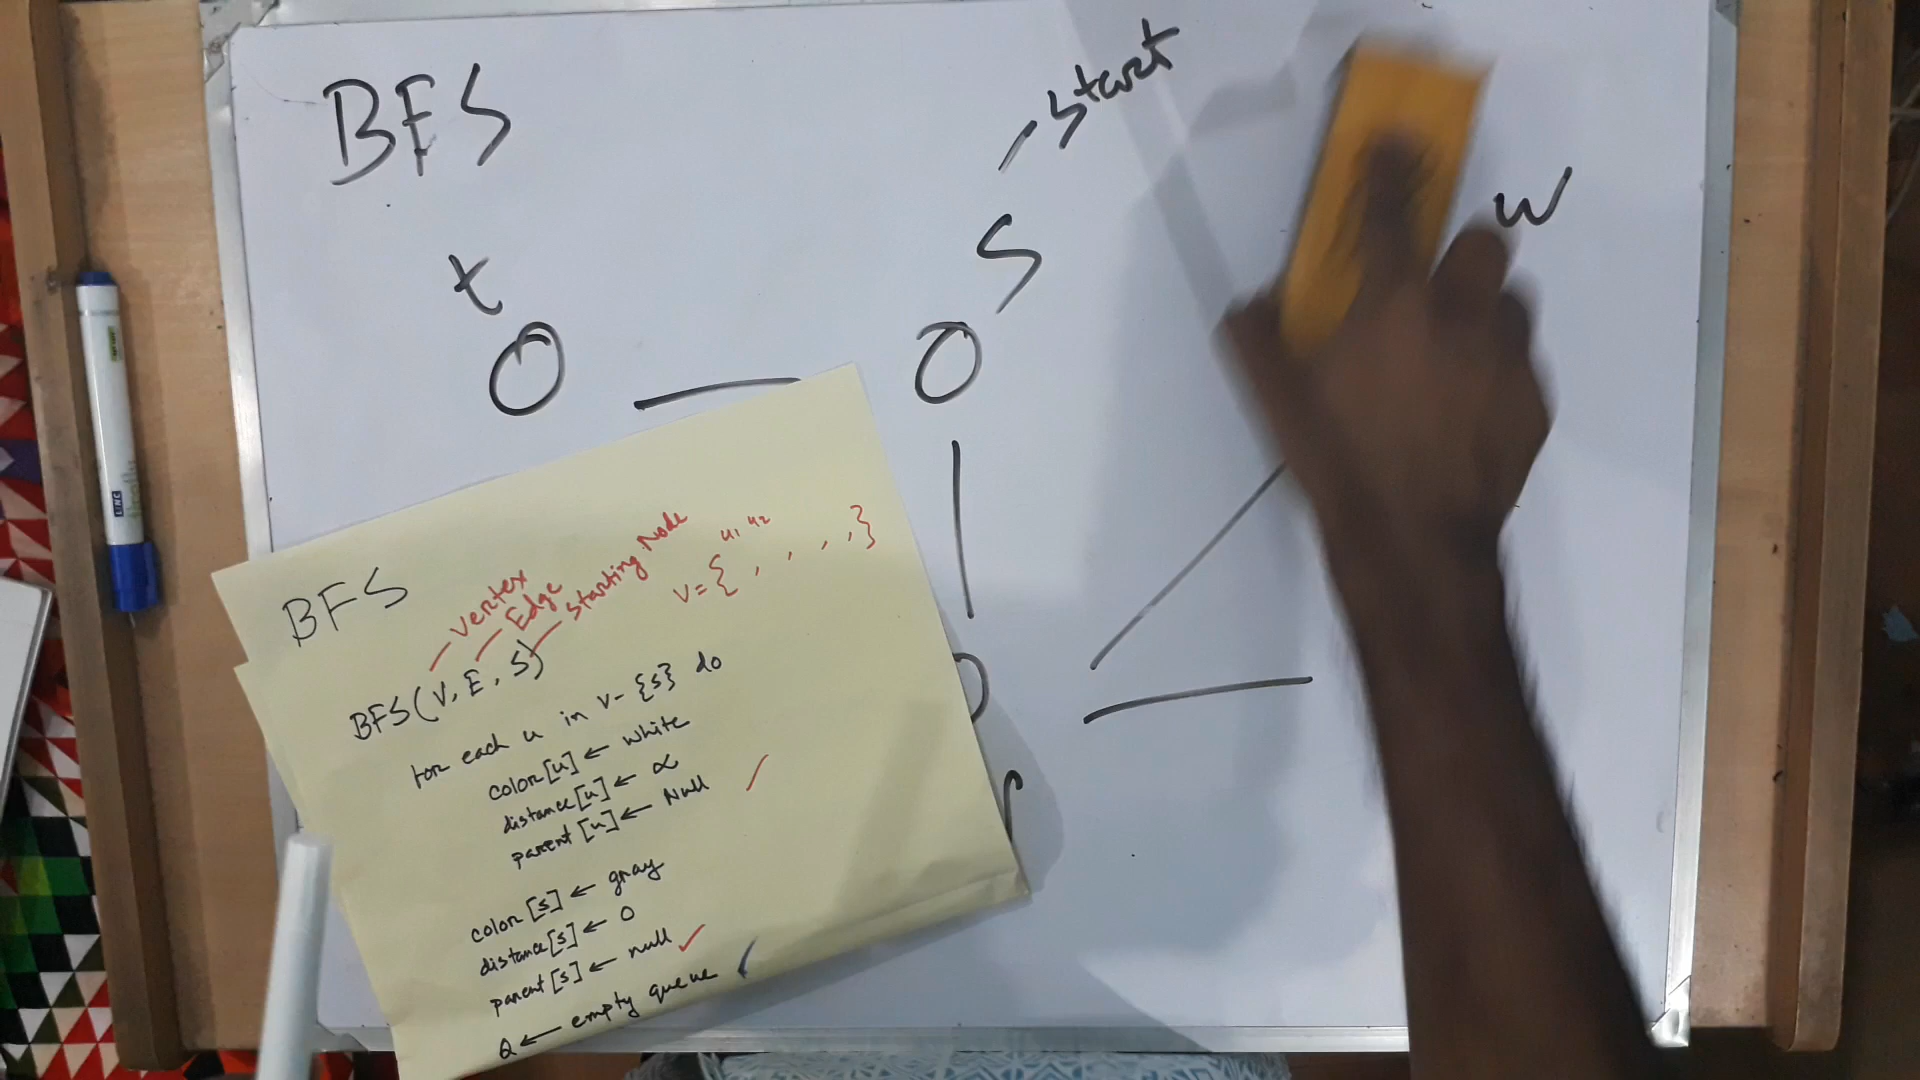 BFS
start
S
w
t
r
BFS
vertex
Edge
starting Node
V = {u1, u2, , , }
BFS(V, E, S)
for each u in V - {s} do
color[u] ← white
distance[u] ← ∝
parent [u] ← Null
color[s] ← gray
distance[s] ← 0
parent [s] ← null
Q ← empty queue
LINC